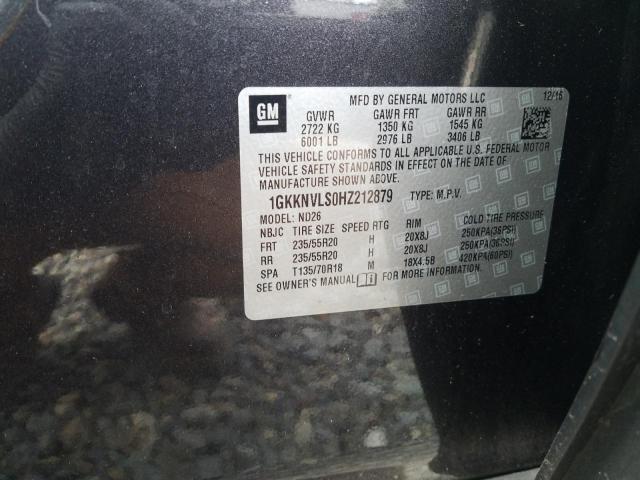 GM
MFD BY GENERAL MOTORS LLC 12/16
GVWR GAWR FRT GAWR RR
2722 KG 1350 KG 1545 KG
6001 LB 2976 LB 3406 LB
THIS VEHICLE CONFORMS TO ALL APPLICABLE U.S. FEDERAL MOTOR
VEHICLE SAFETY STANDARDS IN EFFECT ON THE DATE OF
MANUFACTURE SHOWN ABOVE.
1GKKNVLS0HZ212879 TYPE: M.P.V.
MODEL: ND26
NBJC TIRE SIZE SPEED RTG RIM COLD TIRE PRESSURE
FRT 235/55R20 H 20X8J 250KPA(36PSI)
RR 235/55R20 H 20X8J 250KPA(36PSI)
SPA T135/70R18 M 18X4.5B 420KPA(60PSI)
SEE OWNER'S MANUAL FOR MORE INFORMATION